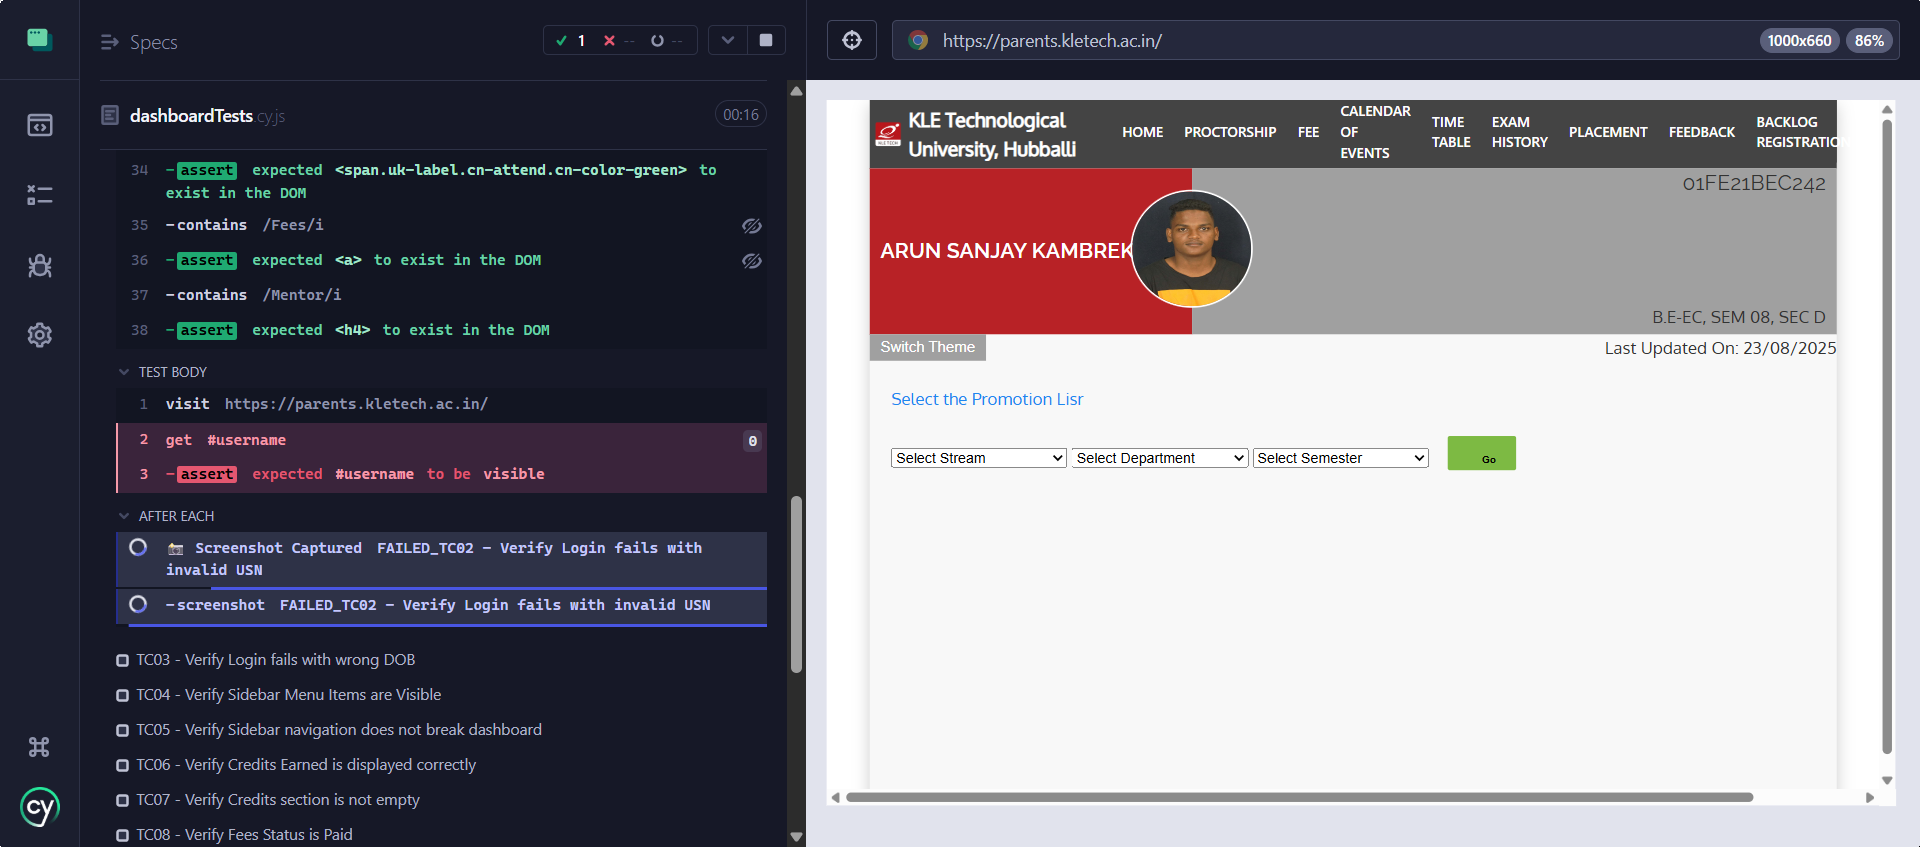 Specs
1
--
--
https://parents.kletech.ac.in/
1000x660
86%
dashboardTests.cy.js
00:16
34 -assert expected <span.uk-label.cn-attend.cn-color-green> to
exist in the DOM
35 -contains /Fees/i
36 -assert expected <a> to exist in the DOM
37 -contains /Mentor/i
38 -assert expected <h4> to exist in the DOM
TEST BODY
1 visit https://parents.kletech.ac.in/
2 get #username 0
3 -assert expected #username to be visible
AFTER EACH
Screenshot Captured FAILED_TC02 - Verify Login fails with
invalid USN
-screenshot FAILED_TC02 - Verify Login fails with invalid USN
TC03 - Verify Login fails with wrong DOB
TC04 - Verify Sidebar Menu Items are Visible
TC05 - Verify Sidebar navigation does not break dashboard
TC06 - Verify Credits Earned is displayed correctly
TC07 - Verify Credits section is not empty
TC08 - Verify Fees Status is Paid
cy
KLE Technological
University, Hubballi
HOME
PROCTORSHIP
FEE
CALENDAR
OF
EVENTS
TIME
TABLE
EXAM
HISTORY
PLACEMENT
FEEDBACK
BACKLOG
REGISTRATIO
01FE21BEC242
ARUN SANJAY KAMBREK
B.E-EC, SEM 08, SEC D
Switch Theme
Last Updated On: 23/08/2025
Select the Promotion Lisr
Select Stream
Select Department
Select Semester
Go